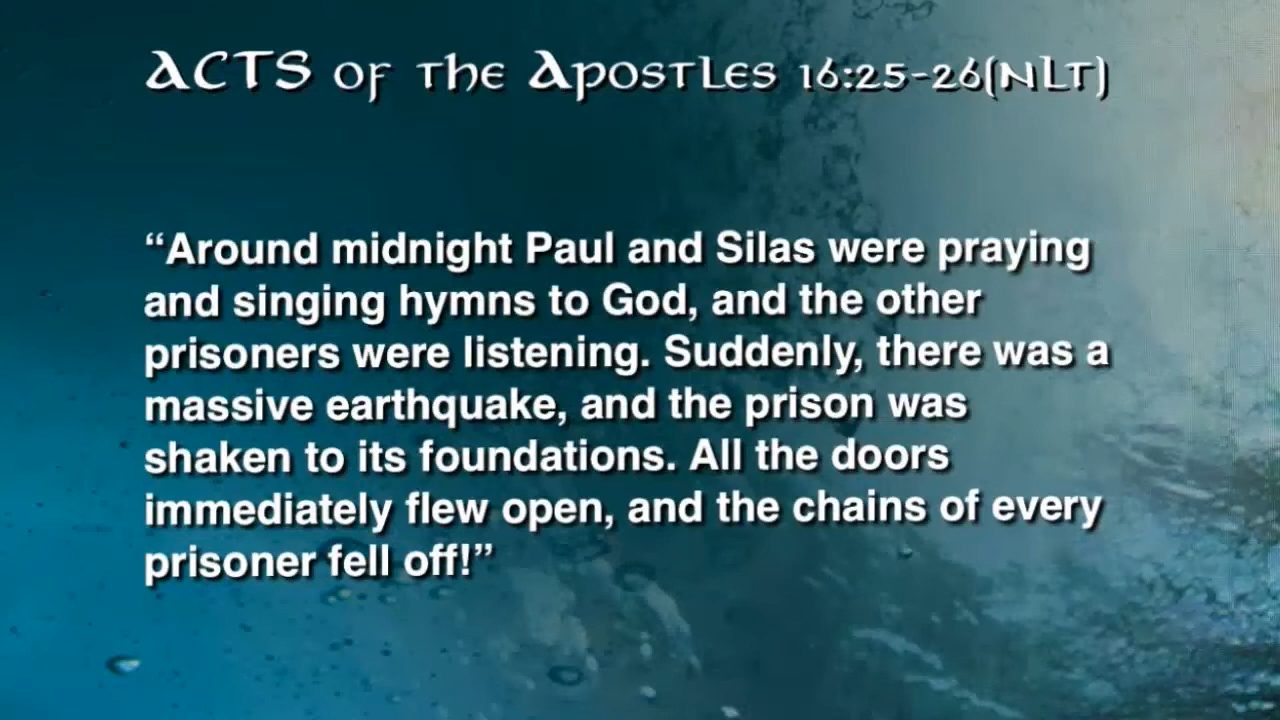 ACTS of the Apostles 16:25-26(NLT)
“Around midnight Paul and Silas were praying
and singing hymns to God, and the other
prisoners were listening. Suddenly, there was a
massive earthquake, and the prison was
shaken to its foundations. All the doors
immediately flew open, and the chains of every
prisoner fell off!”